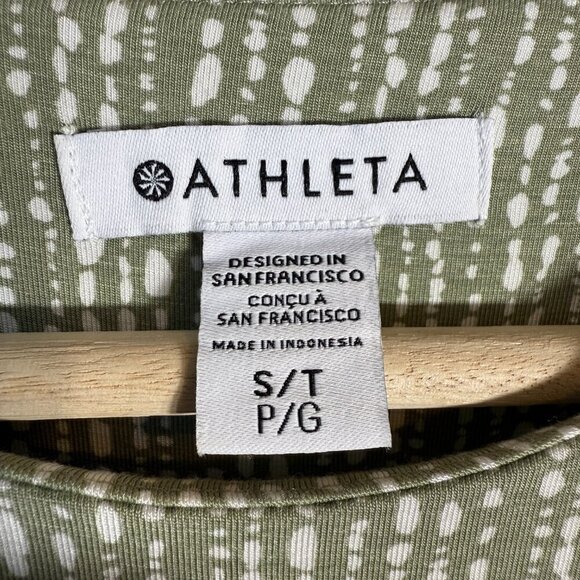 ATHLETA
DESIGNED IN
SAN FRANCISCO
CONÇU À
SAN FRANCISCO
MADE IN INDONESIA
S/T
P/G